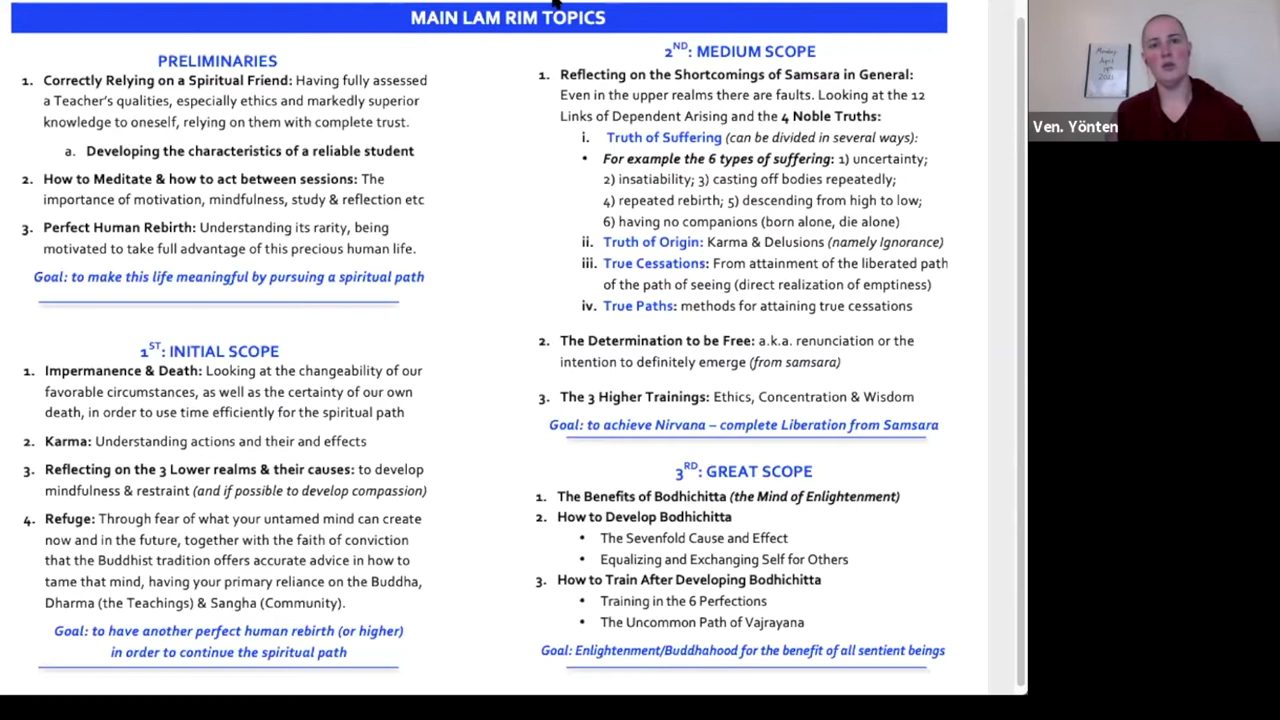 MAIN LAM RIM TOPICS
PRELIMINARIES
1. Correctly Relying on a Spiritual Friend: Having fully assessed
a Teacher's qualities, especially ethics and markedly superior
knowledge to oneself, relying on them with complete trust.
a. Developing the characteristics of a reliable student
2. How to Meditate & how to act between sessions: The
importance of motivation, mindfulness, study & reflection etc
3. Perfect Human Rebirth: Understanding its rarity, being
motivated to take full advantage of this precious human life.
Goal: to make this life meaningful by pursuing a spiritual path
1ST: INITIAL SCOPE
1. Impermanence & Death: Looking at the changeability of our
favorable circumstances, as well as the certainty of our own
death, in order to use time efficiently for the spiritual path
2. Karma: Understanding actions and their and effects
3. Reflecting on the 3 Lower realms & their causes: to develop
mindfulness & restraint (and if possible to develop compassion)
4. Refuge: Through fear of what your untamed mind can create
now and in the future, together with the faith of conviction
that the Buddhist tradition offers accurate advice in how to
tame that mind, having your primary reliance on the Buddha,
Dharma (the Teachings) & Sangha (Community).
Goal: to have another perfect human rebirth (or higher)
in order to continue the spiritual path
2ND: MEDIUM SCOPE
1. Reflecting on the Shortcomings of Samsara in General:
Even in the upper realms there are faults. Looking at the 12
Links of Dependent Arising and the 4 Noble Truths:
i. Truth of Suffering (can be divided in several ways):
• For example the 6 types of suffering: 1) uncertainty;
2) insatiability; 3) casting off bodies repeatedly;
4) repeated rebirth; 5) descending from high to low;
6) having no companions (born alone, die alone)
ii. Truth of Origin: Karma & Delusions (namely Ignorance)
iii. True Cessations: From attainment of the liberated path
of the path of seeing (direct realization of emptiness)
iv. True Paths: methods for attaining true cessations
2. The Determination to be Free: a.k.a. renunciation or the
intention to definitely emerge (from samsara)
3. The 3 Higher Trainings: Ethics, Concentration & Wisdom
Goal: to achieve Nirvana – complete Liberation from Samsara
3RD: GREAT SCOPE
1. The Benefits of Bodhichitta (the Mind of Enlightenment)
2. How to Develop Bodhichitta
• The Sevenfold Cause and Effect
• Equalizing and Exchanging Self for Others
3. How to Train After Developing Bodhichitta
• Training in the 6 Perfections
• The Uncommon Path of Vajrayana
Goal: Enlightenment/Buddhahood for the benefit of all sentient beings
Monday
April
2021
Ven. Yönten